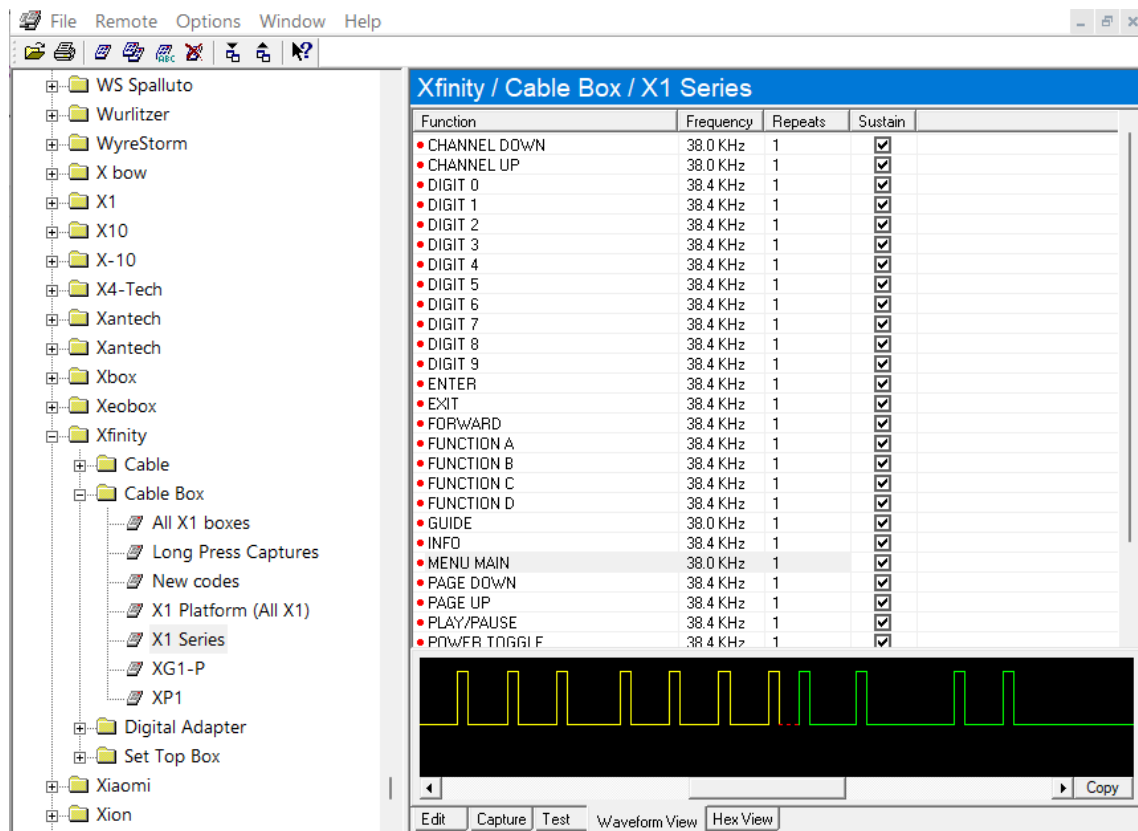 File Remote Options Window Help
WS Spalluto
Wurlitzer
WyreStorm
X bow
X1
X10
X-10
X4-Tech
Xantech
Xantech
Xbox
Xeobox
Xfinity
Cable
Cable Box
All X1 boxes
Long Press Captures
New codes
X1 Platform (All X1)
X1 Series
XG1-P
XP1
Digital Adapter
Set Top Box
Xiaomi
Xion
Xfinity / Cable Box / X1 Series
Function Frequency Repeats Sustain
CHANNEL DOWN 38.0 KHz 1
CHANNEL UP 38.0 KHz 1
DIGIT 0 38.4 KHz 1
DIGIT 1 38.4 KHz 1
DIGIT 2 38.4 KHz 1
DIGIT 3 38.4 KHz 1
DIGIT 4 38.4 KHz 1
DIGIT 5 38.4 KHz 1
DIGIT 6 38.4 KHz 1
DIGIT 7 38.4 KHz 1
DIGIT 8 38.4 KHz 1
DIGIT 9 38.4 KHz 1
ENTER 38.4 KHz 1
EXIT 38.4 KHz 1
FORWARD 38.4 KHz 1
FUNCTION A 38.4 KHz 1
FUNCTION B 38.4 KHz 1
FUNCTION C 38.4 KHz 1
FUNCTION D 38.4 KHz 1
GUIDE 38.0 KHz 1
INFO 38.4 KHz 1
MENU MAIN 38.0 KHz 1
PAGE DOWN 38.4 KHz 1
PAGE UP 38.4 KHz 1
PLAY/PAUSE 38.4 KHz 1
POWER TOGGLE 38.4 KHz 1
Copy
Edit Capture Test Waveform View Hex View